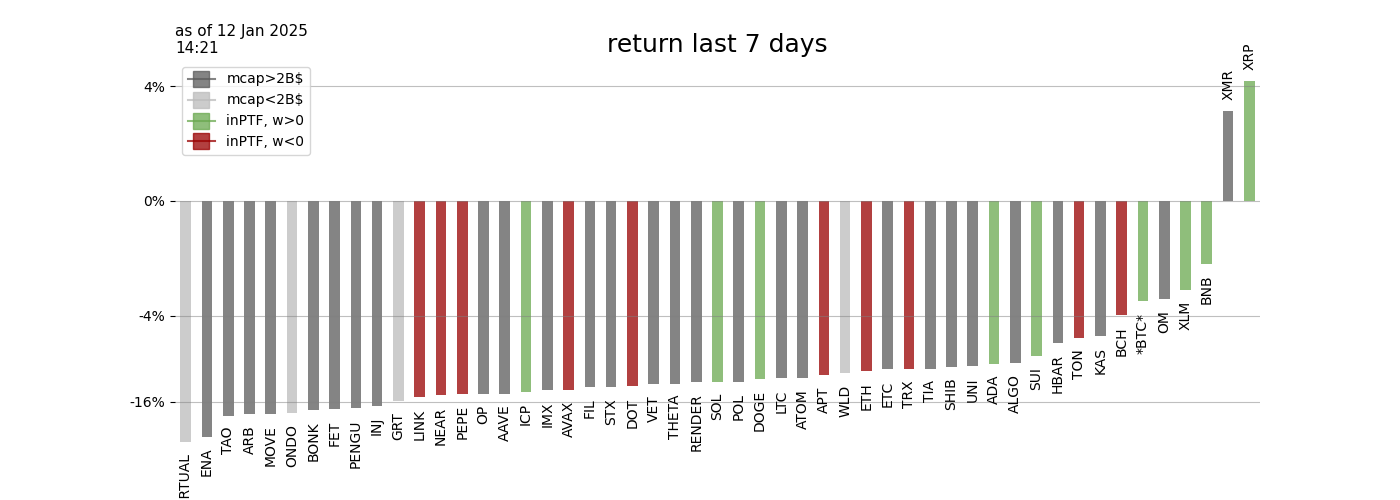 as of 12 Jan 2025
14:21
return last 7 days
mcap>2B$
mcap<2B$
inPTF, w>0
inPTF, w<0
4%
0%
-4%
-16%
RTUAL
ENA
TAO
ARB
MOVE
ONDO
BONK
FET
PENGU
INJ
GRT
LINK
NEAR
PEPE
OP
AAVE
ICP
IMX
AVAX
FIL
STX
DOT
VET
THETA
RENDER
SOL
POL
DOGE
LTC
ATOM
APT
WLD
ETH
ETC
TRX
TIA
SHIB
UNI
ADA
ALGO
SUI
HBAR
TON
KAS
BCH
*BTC*
OM
XLM
BNB
XMR
XRP